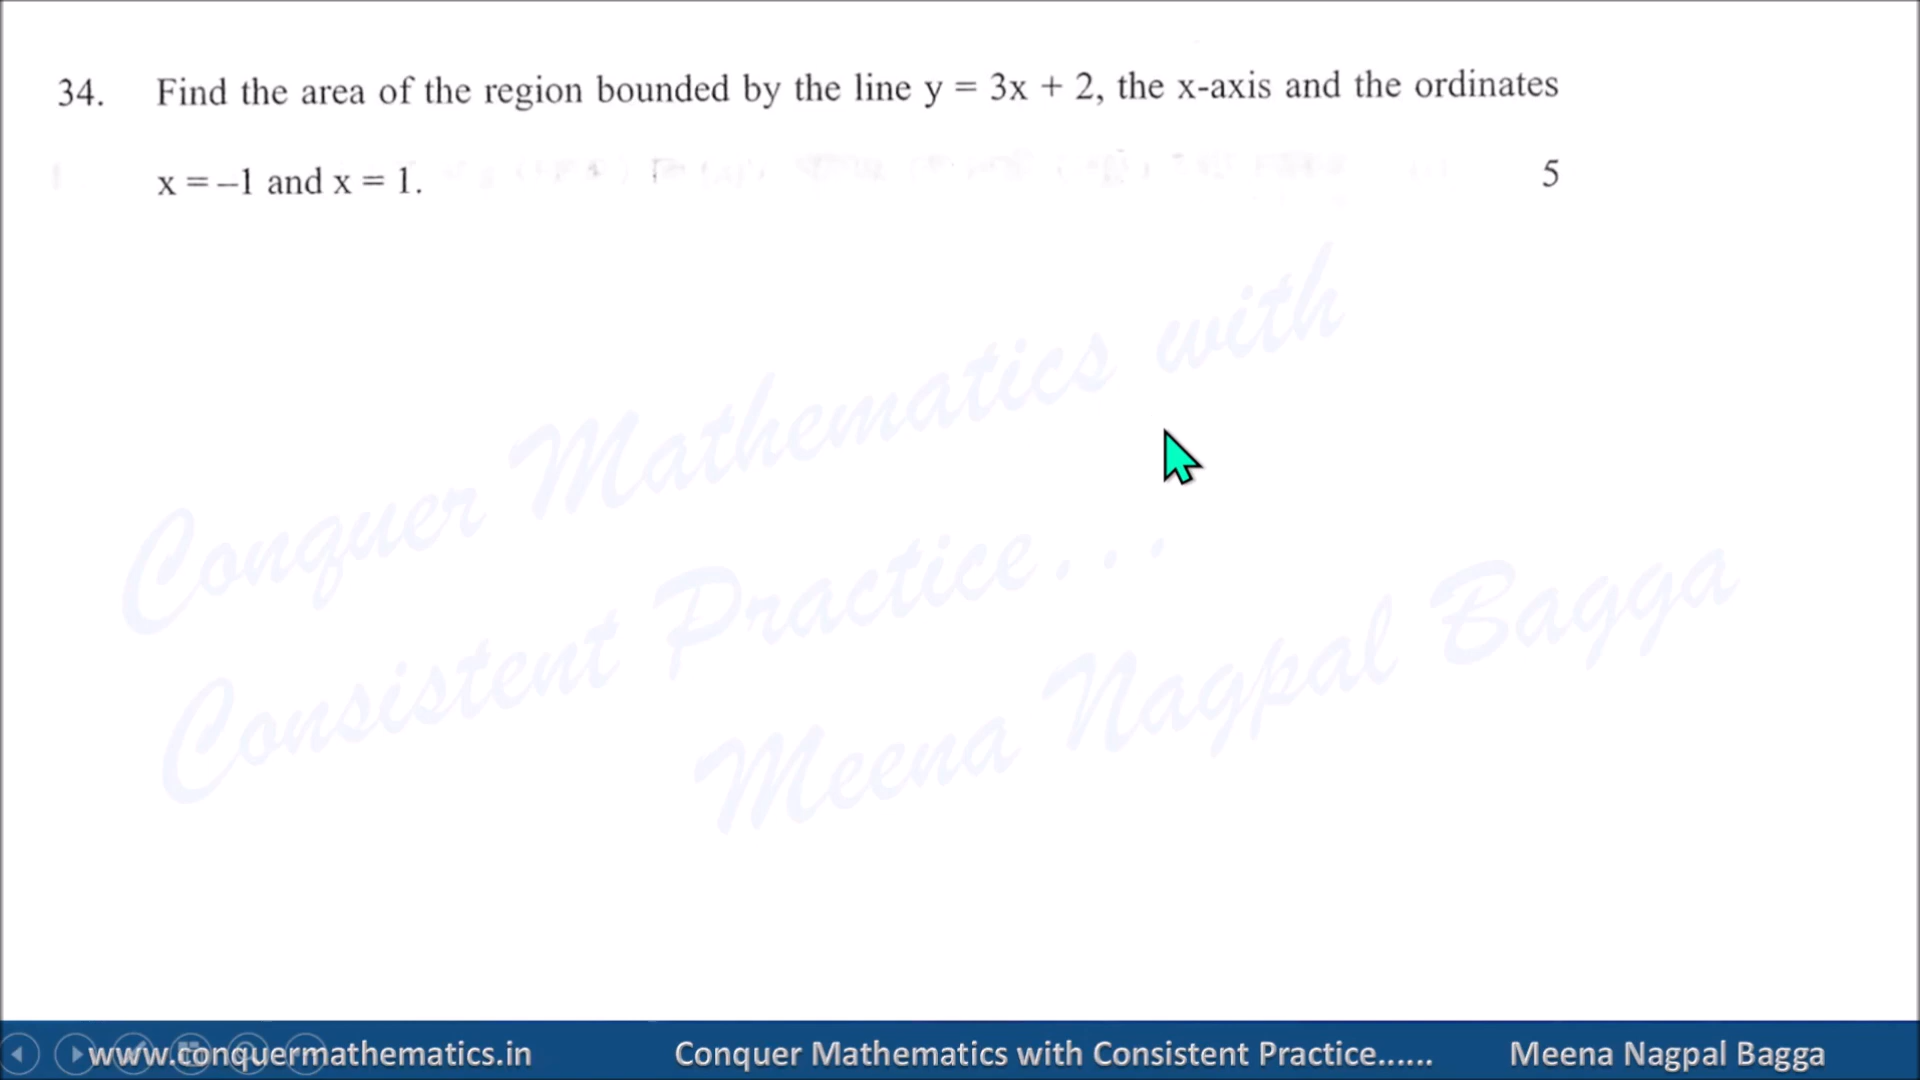 34. Find the area of the region bounded by the line y = 3x + 2, the x-axis and the ordinates
x = –1 and x = 1. 5
Conquer Mathematics with
Consistent Practice...
Meena Nagpal Bagga
www.conquermathematics.in Conquer Mathematics with Consistent Practice...... Meena Nagpal Bagga